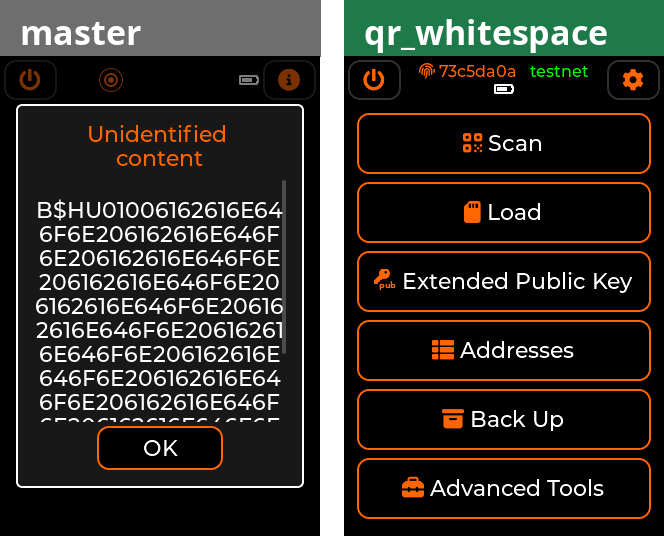 master
Unidentified
content
B$HU01006162616E64
6F6E206162616E646F
6E206162616E646F6E
206162616E646F6E20
6162616E646F6E20616
2616E646F6E20616261
6E646F6E206162616E
646F6E206162616E64
6F6E206162616E646F
6E206162616E646F6E
OK
qr_whitespace
73c5da0a testnet
Scan
Load
pub Extended Public Key
Addresses
Back Up
Advanced Tools